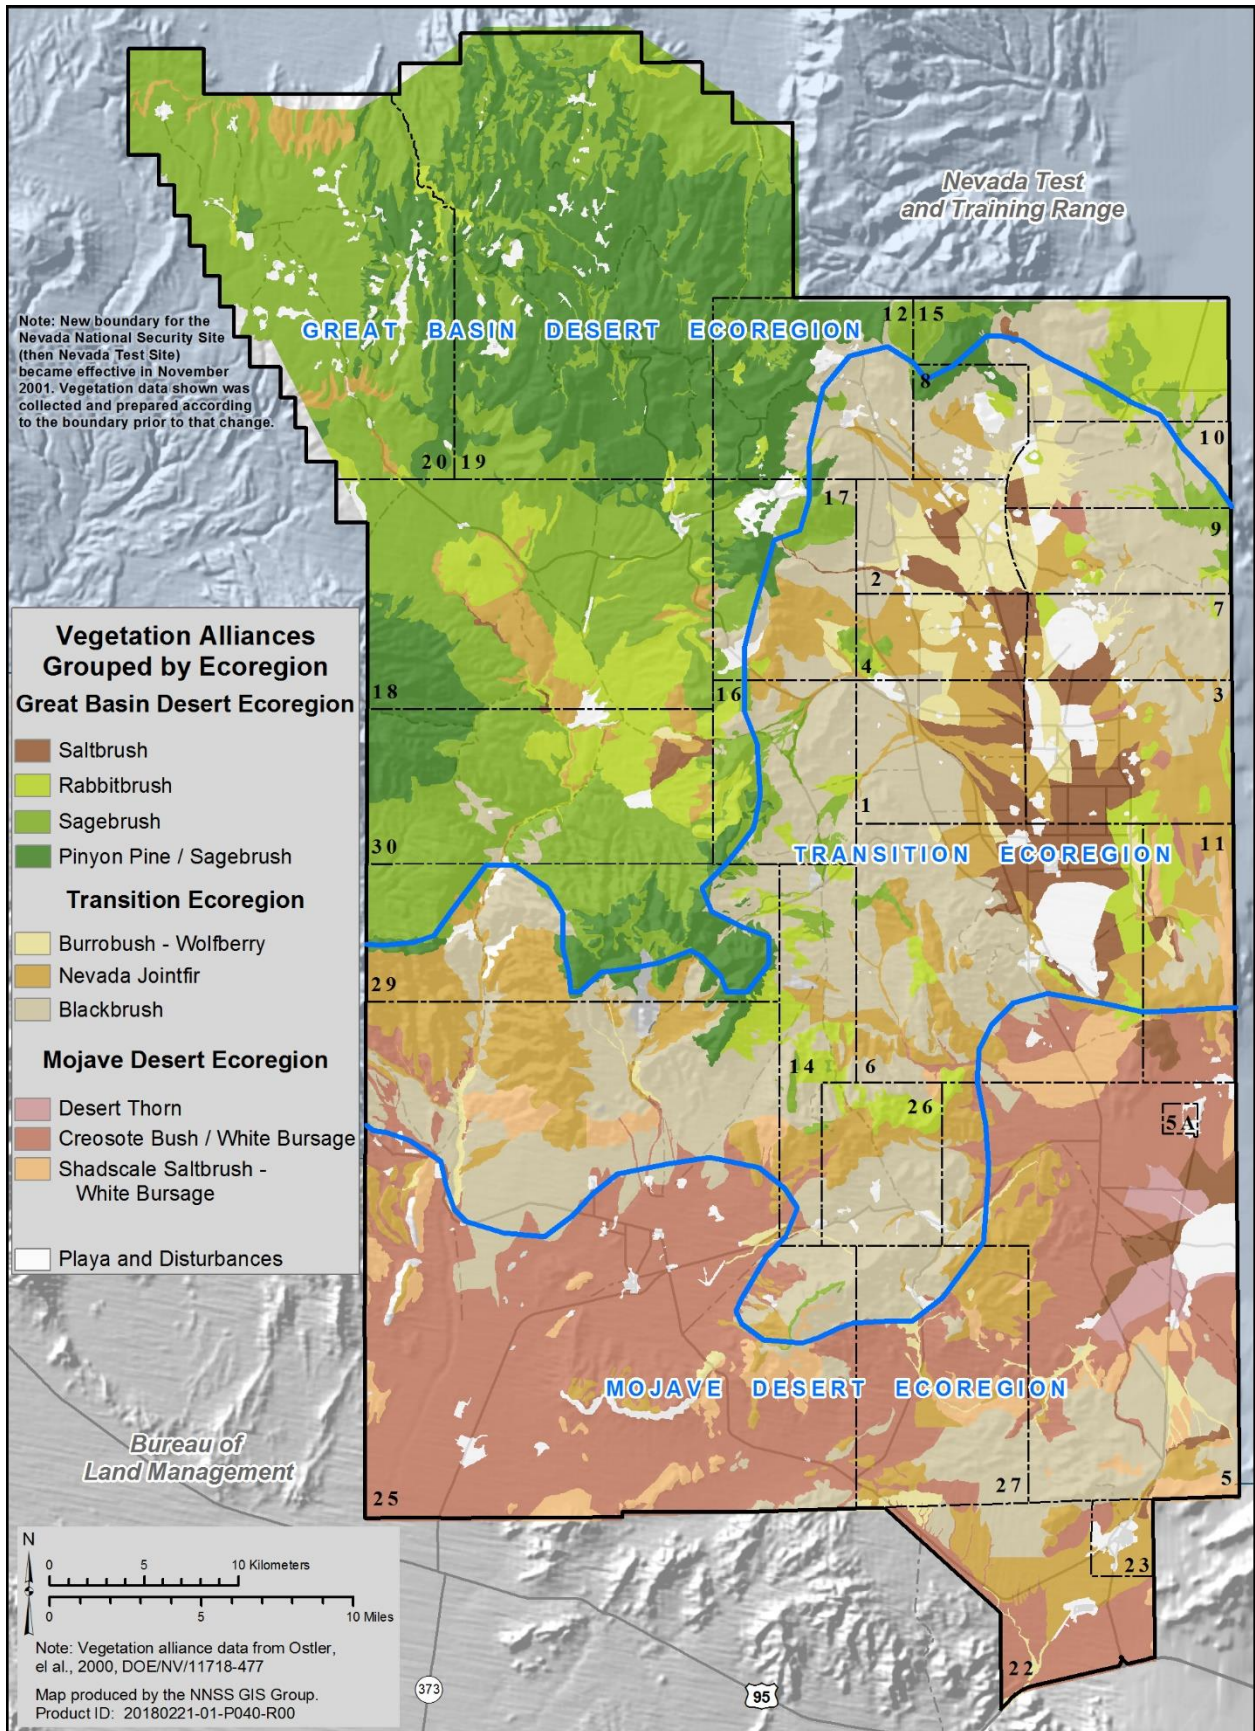 Nevada Test
and Training Range
Note: New boundary for the
Nevada National Security Site
(then Nevada Test Site)
became effective in November
2001. Vegetation data shown was
collected and prepared according
to the boundary prior to that change.
GREAT BASIN DESERT ECOREGION
12
15
8
10
20
19
17
9
2
7
4
18
16
3
1
30
TRANSITION ECOREGION
11
29
14
6
26
5A
MOJAVE DESERT ECOREGION
25
27
5
23
22
Vegetation Alliances
Grouped by Ecoregion
Great Basin Desert Ecoregion
Saltbrush
Rabbitbrush
Sagebrush
Pinyon Pine / Sagebrush
Transition Ecoregion
Burrobush - Wolfberry
Nevada Jointfir
Blackbrush
Mojave Desert Ecoregion
Desert Thorn
Creosote Bush / White Bursage
Shadscale Saltbrush -
White Bursage
Playa and Disturbances
Bureau of
Land Management
N
0 5 10 Kilometers
0 5 10 Miles
Note: Vegetation alliance data from Ostler,
el al., 2000, DOE/NV/11718-477
Map produced by the NNSS GIS Group.
Product ID: 20180221-01-P040-R00
373
95